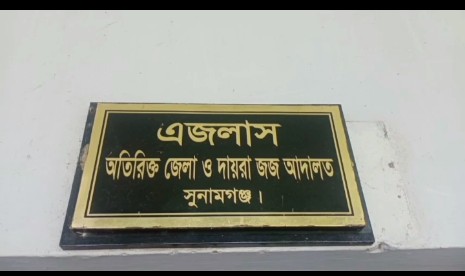 এজলাস
অতিরিক্ত জেলা ও দায়রা জজ আদালত
সুনামগঞ্জ।